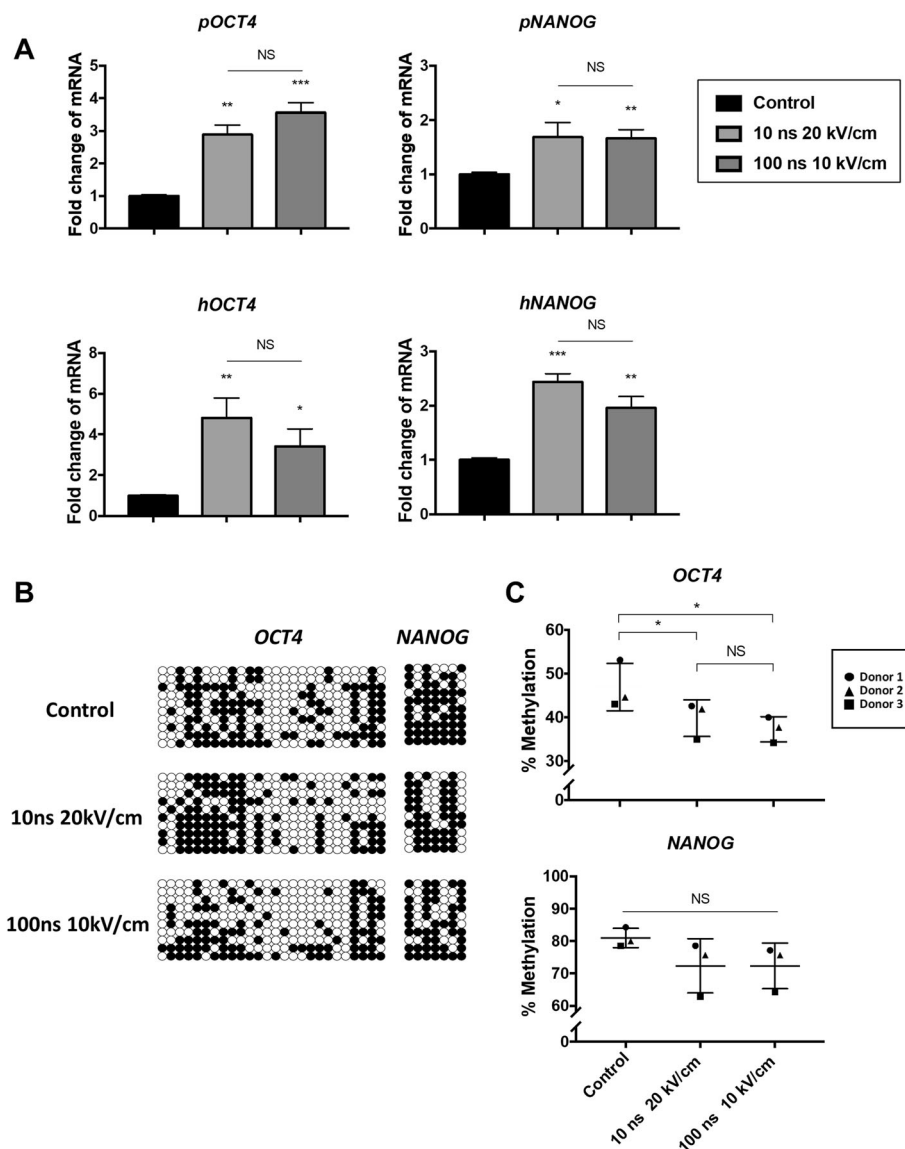 A
pOCT4
Fold change of mRNA
5
4
3
2
1
0
**
NS
***
pNANOG
Fold change of mRNA
3
2
1
0
*
NS
**
Control
10 ns 20 kV/cm
100 ns 10 kV/cm
hOCT4
Fold change of mRNA
8
6
4
2
0
**
NS
*
hNANOG
Fold change of mRNA
3
2
1
0
***
NS
**
B
OCT4 NANOG
Control
10ns 20kV/cm
100ns 10kV/cm
C
OCT4
% Methylation
60
50
40
30
0
*
*
NS
Donor 1
Donor 2
Donor 3
NANOG
% Methylation
100
90
80
70
60
0
NS
Control
10 ns 20 kV/cm
100 ns 10 kV/cm